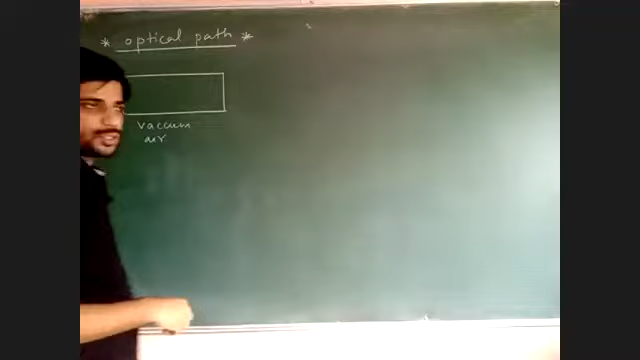 * optical path *
vaccum
air